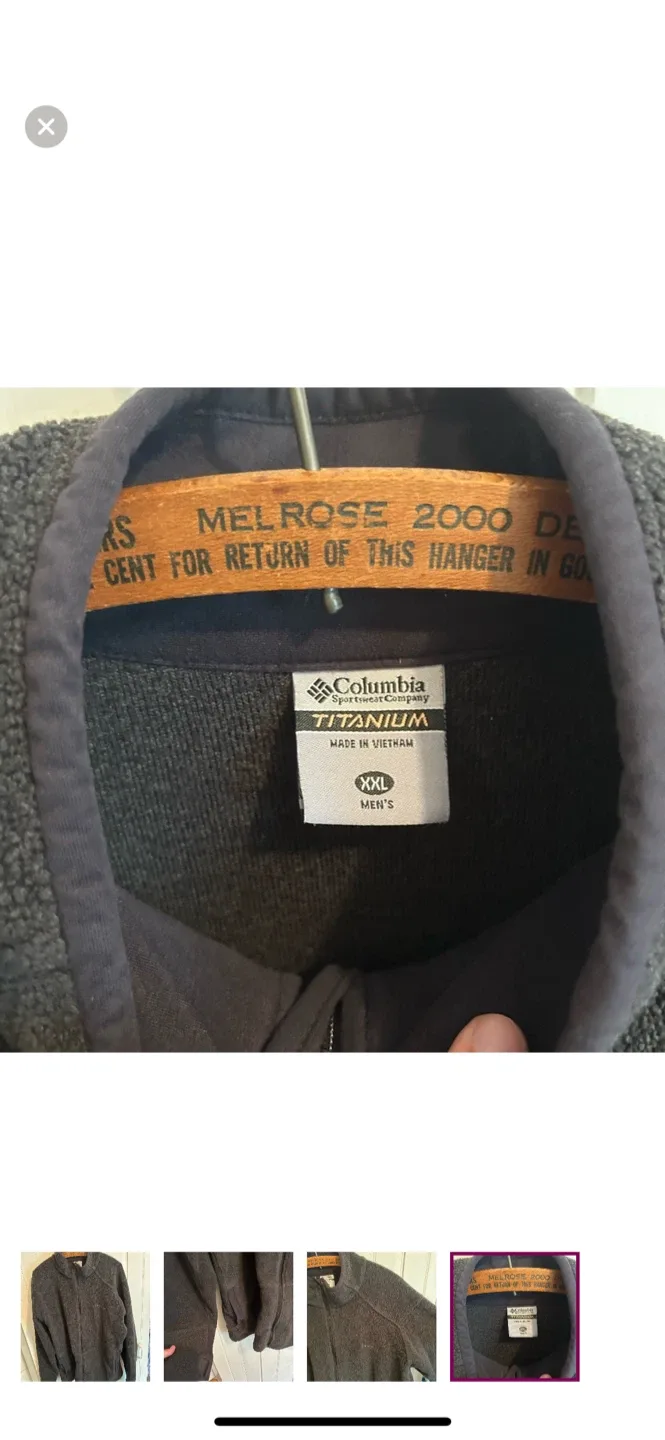 MELROSE 2000 DE
CENT FOR RETURN OF THIS HANGER IN GO
Columbia
Sportswear Company
TITANIUM
MADE IN VIETNAM
XXL
MEN'S